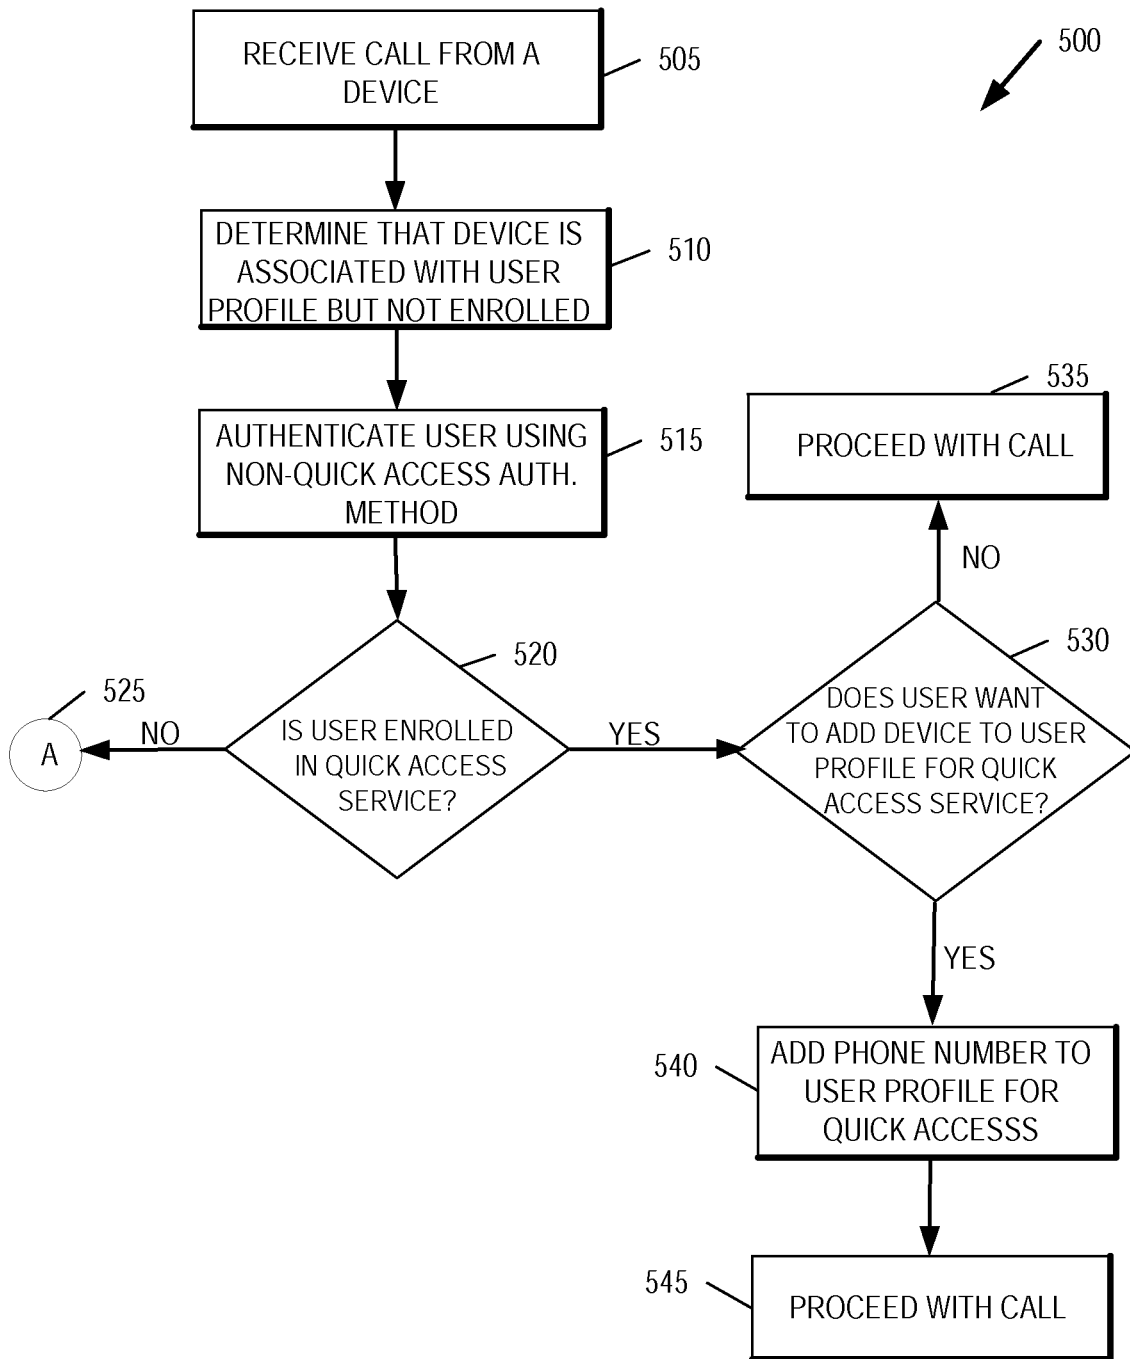 RECEIVE CALL FROM A
DEVICE
505
500
DETERMINE THAT DEVICE IS
ASSOCIATED WITH USER
PROFILE BUT NOT ENROLLED
510
AUTHENTICATE USER USING
NON-QUICK ACCESS AUTH.
METHOD
515
535
PROCEED WITH CALL
NO
520
IS USER ENROLLED
IN QUICK ACCESS
SERVICE?
525
A
NO
YES
530
DOES USER WANT
TO ADD DEVICE TO USER
PROFILE FOR QUICK
ACCESS SERVICE?
YES
540
ADD PHONE NUMBER TO
USER PROFILE FOR
QUICK ACCESSS
545
PROCEED WITH CALL